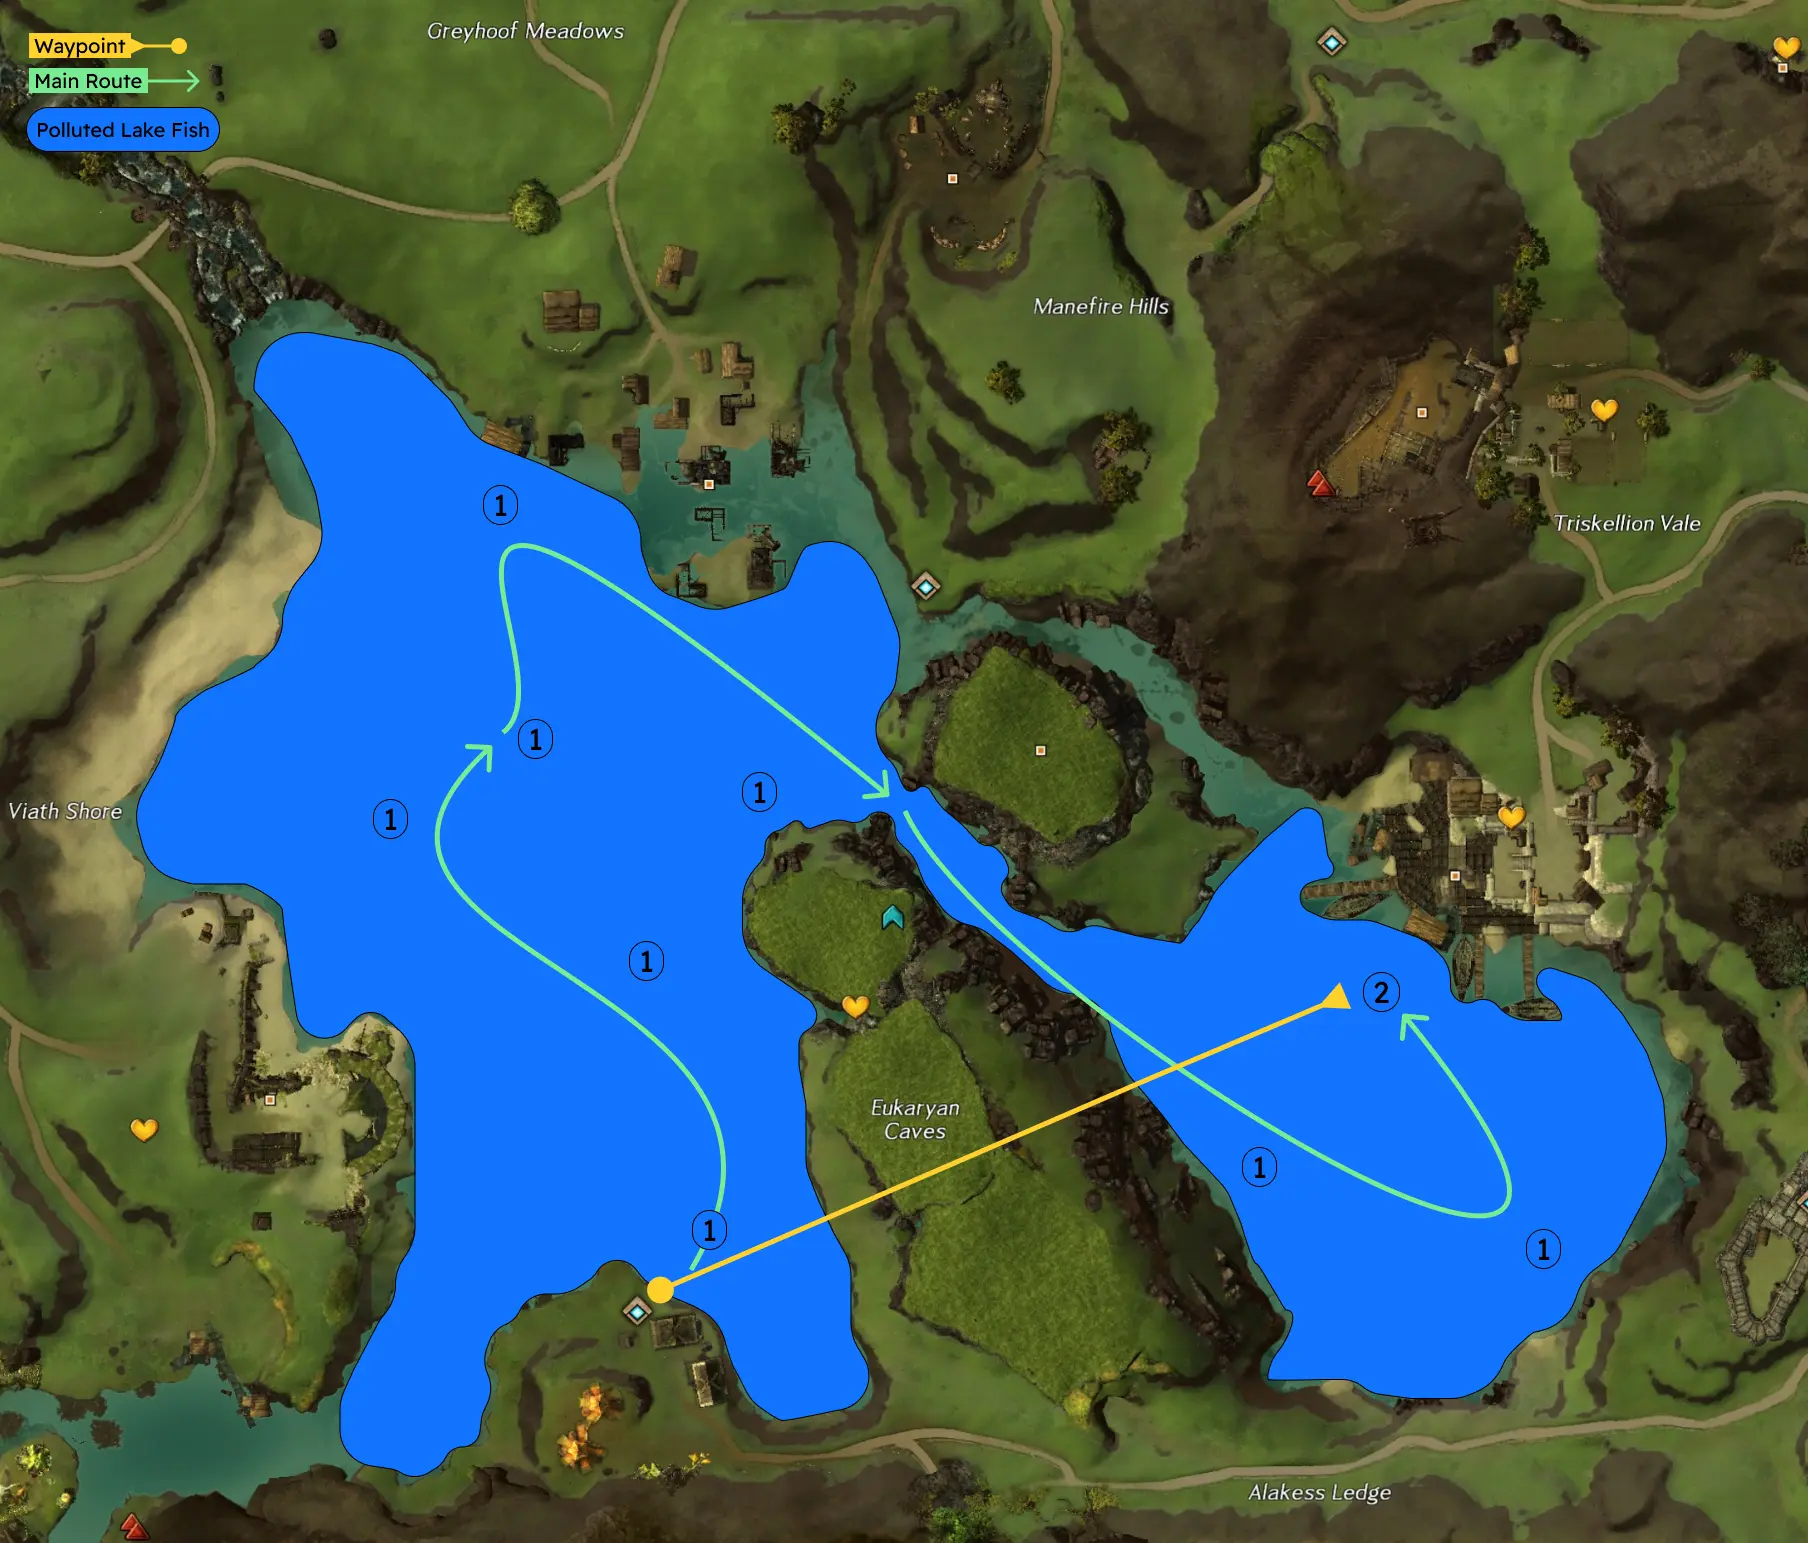 Greyhoof Meadows
Waypoint
Main Route
Polluted Lake Fish
Manefire Hills
1
Triskellion Vale
1
1
1
Viath Shore
1
1
2
Eukaryan
Caves
1
1
1
Alakess Ledge